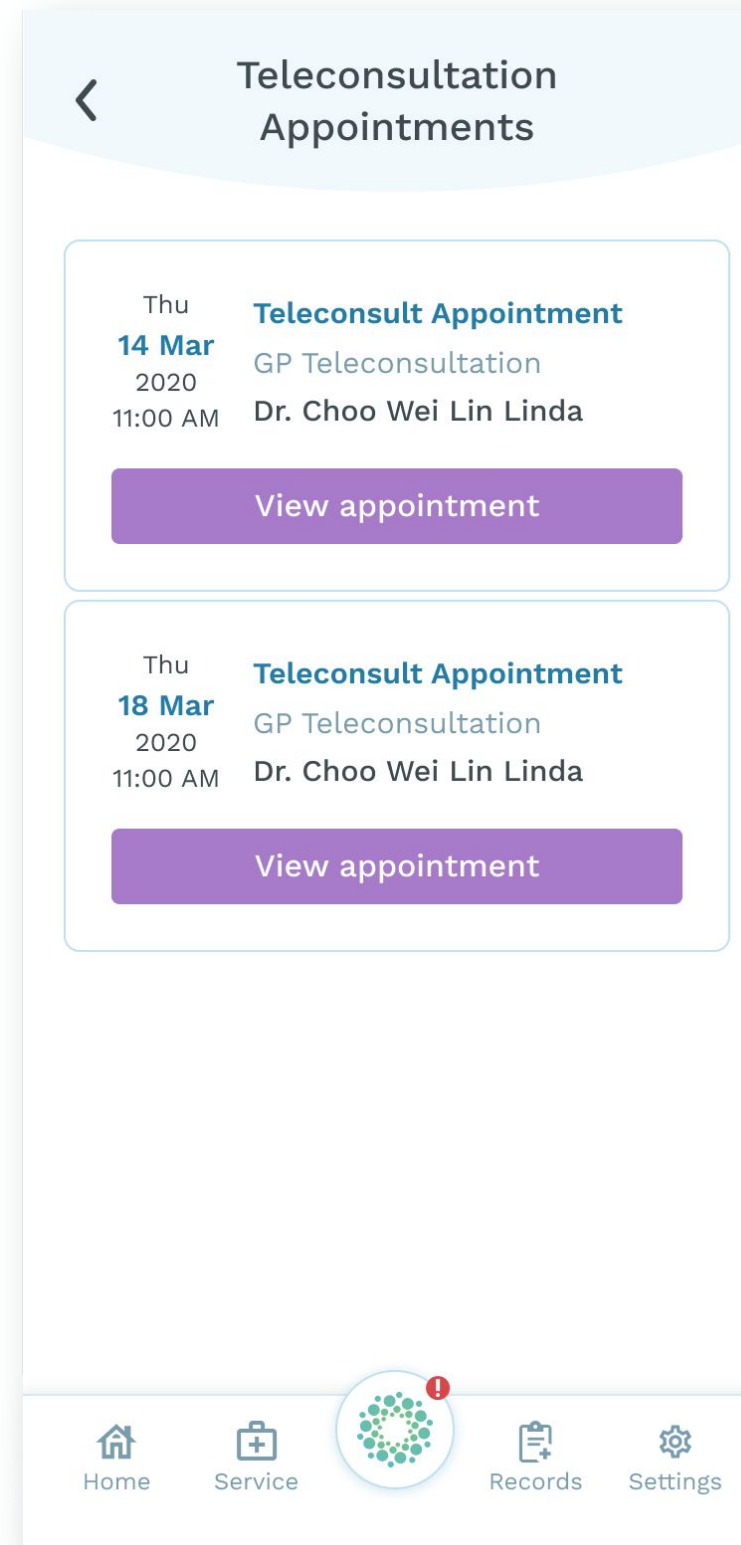 Teleconsultation
Appointments
Thu
14 Mar
2020
11:00 AM
Teleconsult Appointment
GP Teleconsultation
Dr. Choo Wei Lin Linda
View appointment
Thu
18 Mar
2020
11:00 AM
Teleconsult Appointment
GP Teleconsultation
Dr. Choo Wei Lin Linda
View appointment
!
Home
Service
Records
Settings